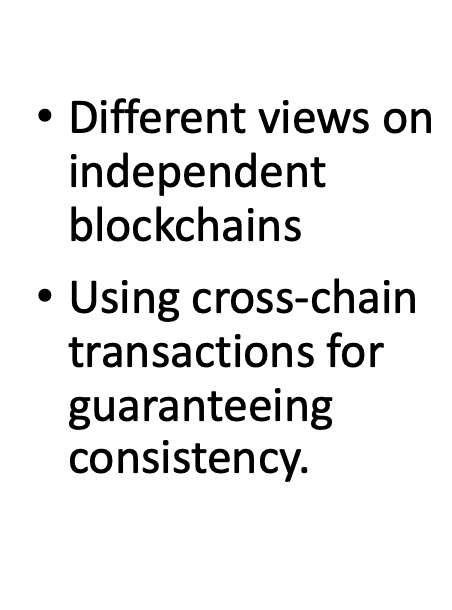 • Different views on
independent
blockchains
• Using cross-chain
transactions for
guaranteeing
consistency.